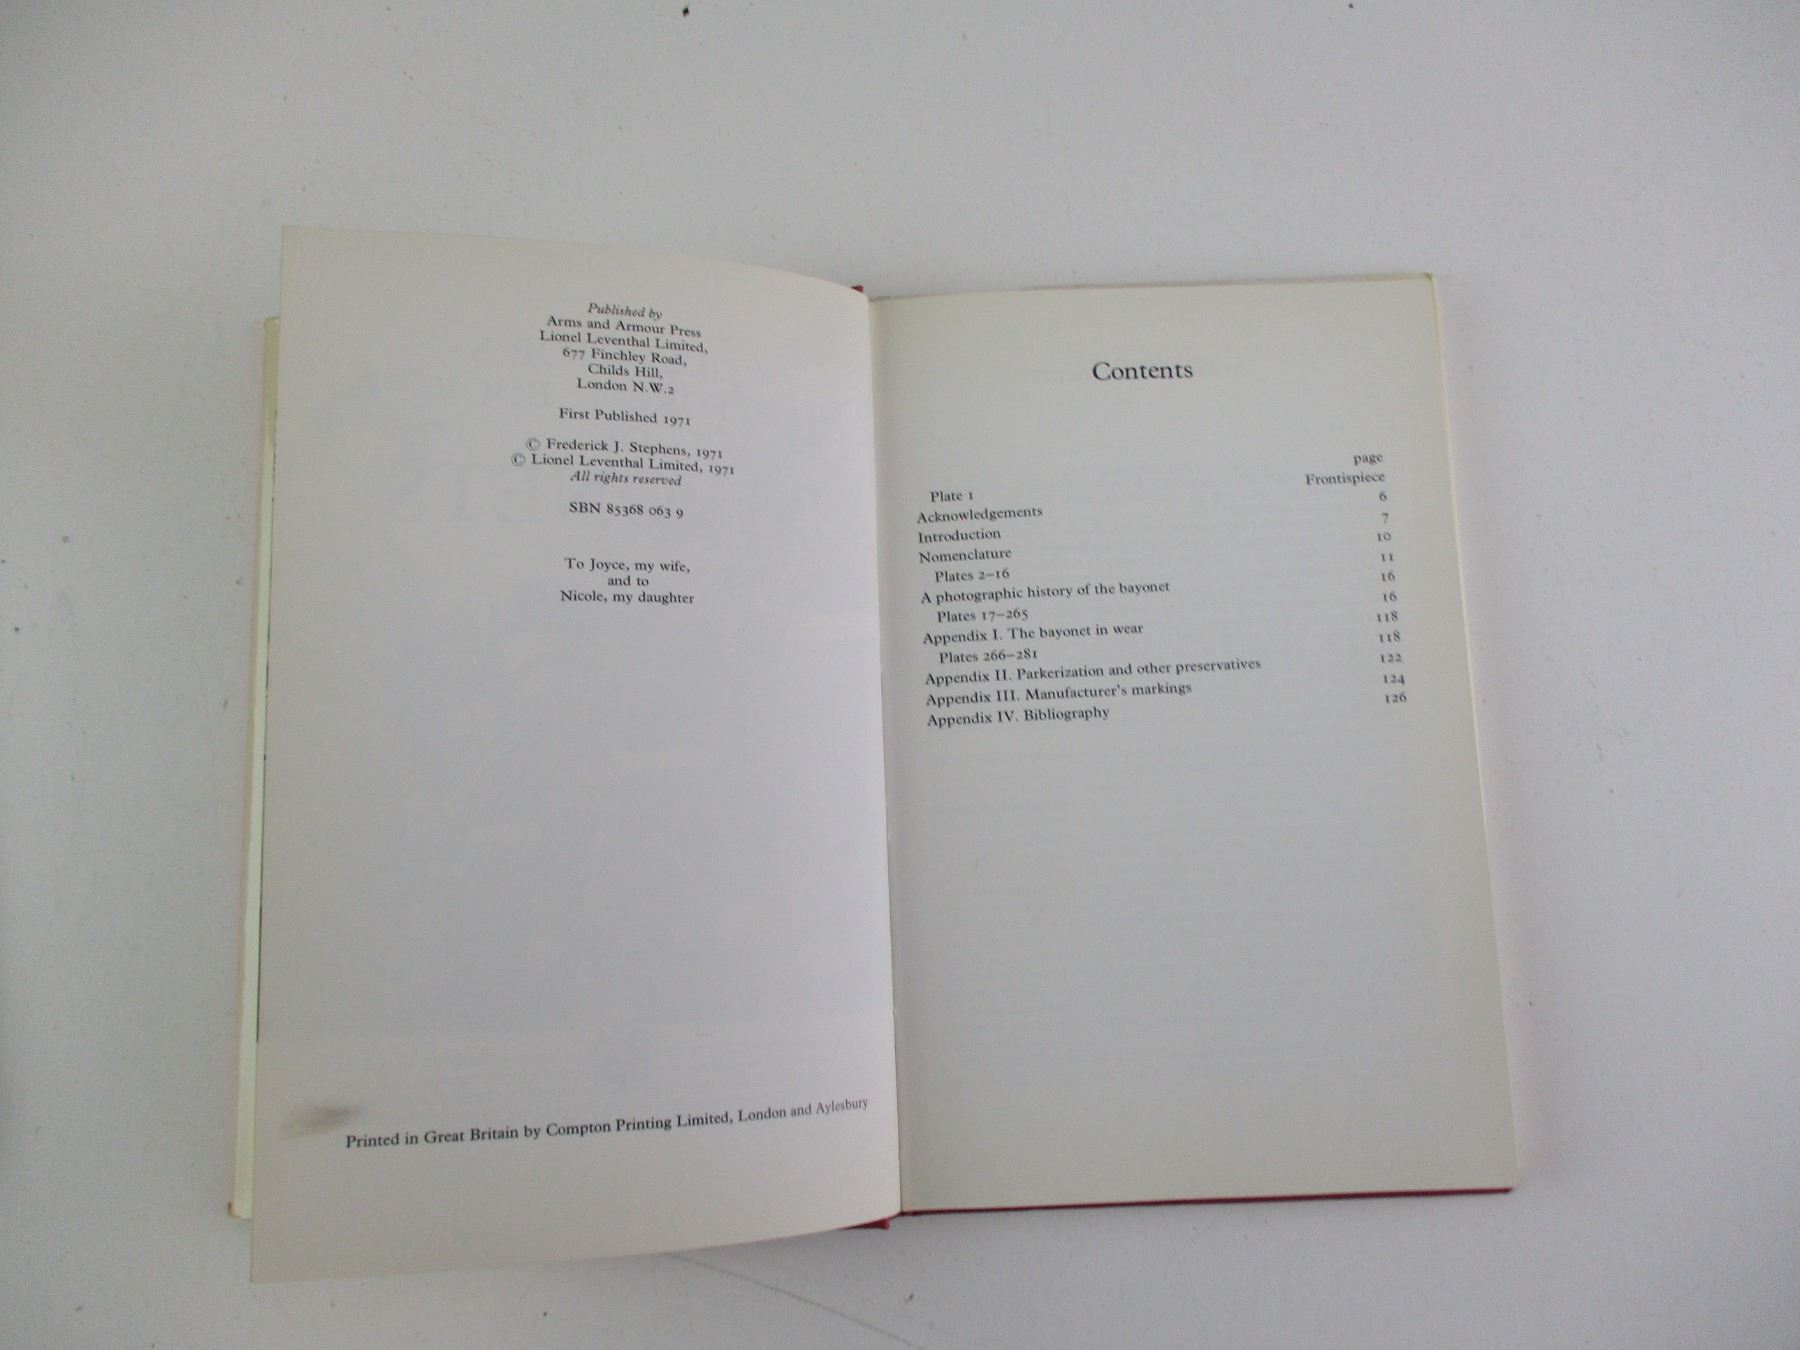 Published by
Arms and Armour Press
Lionel Leventhal Limited,
677 Finchley Road,
Childs Hill,
London N.W.2
First Published 1971
© Frederick J. Stephens, 1971
© Lionel Leventhal Limited, 1971
All rights reserved
SBN 85368 063 9
To Joyce, my wife,
and to
Nicole, my daughter
Printed in Great Britain by Compton Printing Limited, London and Aylesbury
Contents
page
Plate 1 Frontispiece
Acknowledgements 6
Introduction 7
Nomenclature 10
Plates 2–16 11
A photographic history of the bayonet 16
Plates 17–265 16
Appendix I. The bayonet in wear 118
Plates 266–281 118
Appendix II. Parkerization and other preservatives 122
Appendix III. Manufacturer's markings 124
Appendix IV. Bibliography 126